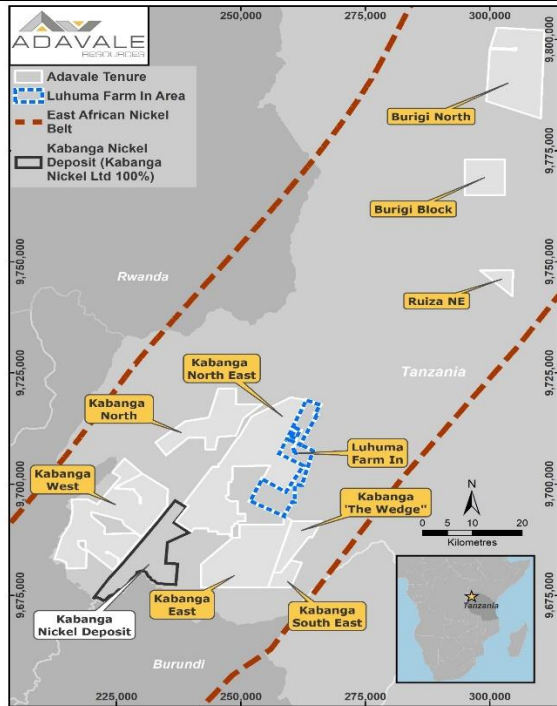 250,000
275,000
300,000
ADAVALE
RESOURCES
Adavale Tenure
Luhuma Farm In Area
East African Nickel
Belt
Kabanga Nickel
Deposit (Kabanga
Nickel Ltd 100%)
9,800,000
Burigi North
9,775,000
Burigi Block
9,750,000
9,750,000
Rwanda
Ruiza NE
9,725,000
9,725,000
Tanzania
Kabanga
North East
Kabanga
North
Luhuma
Farm In
Kabanga
West
9,700,000
9,700,000
Kabanga
'The Wedge"
N
0 5 10 20
Kilometres
Kabanga
Nickel Deposit
Kabanga
East
Kabanga
South East
9,675,000
9,675,000
Tanzania
Burundi
225,000
250,000
275,000
300,000